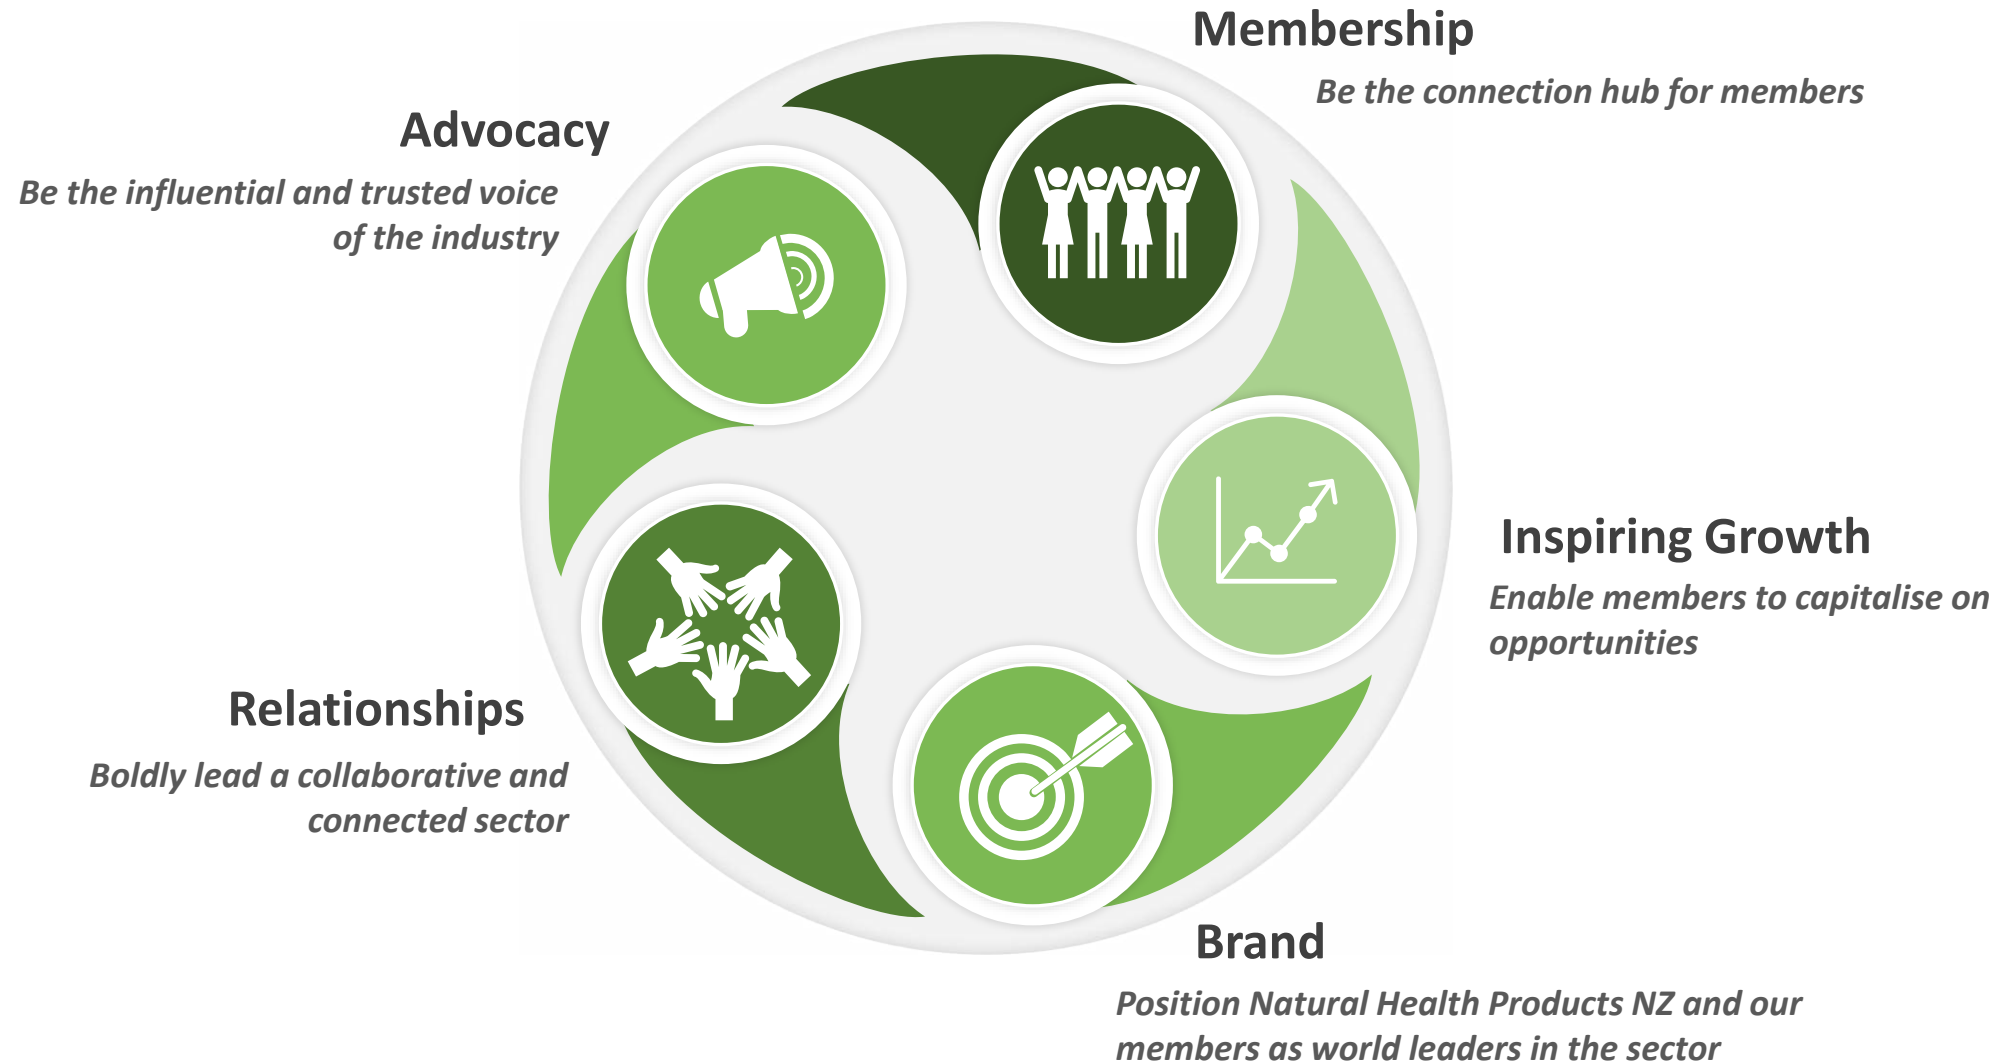 Membership
Be the connection hub for members
Advocacy
Be the influential and trusted voice
of the industry
Inspiring Growth
Enable members to capitalise on
opportunities
Relationships
Boldly lead a collaborative and
connected sector
Brand
Position Natural Health Products NZ and our
members as world leaders in the sector